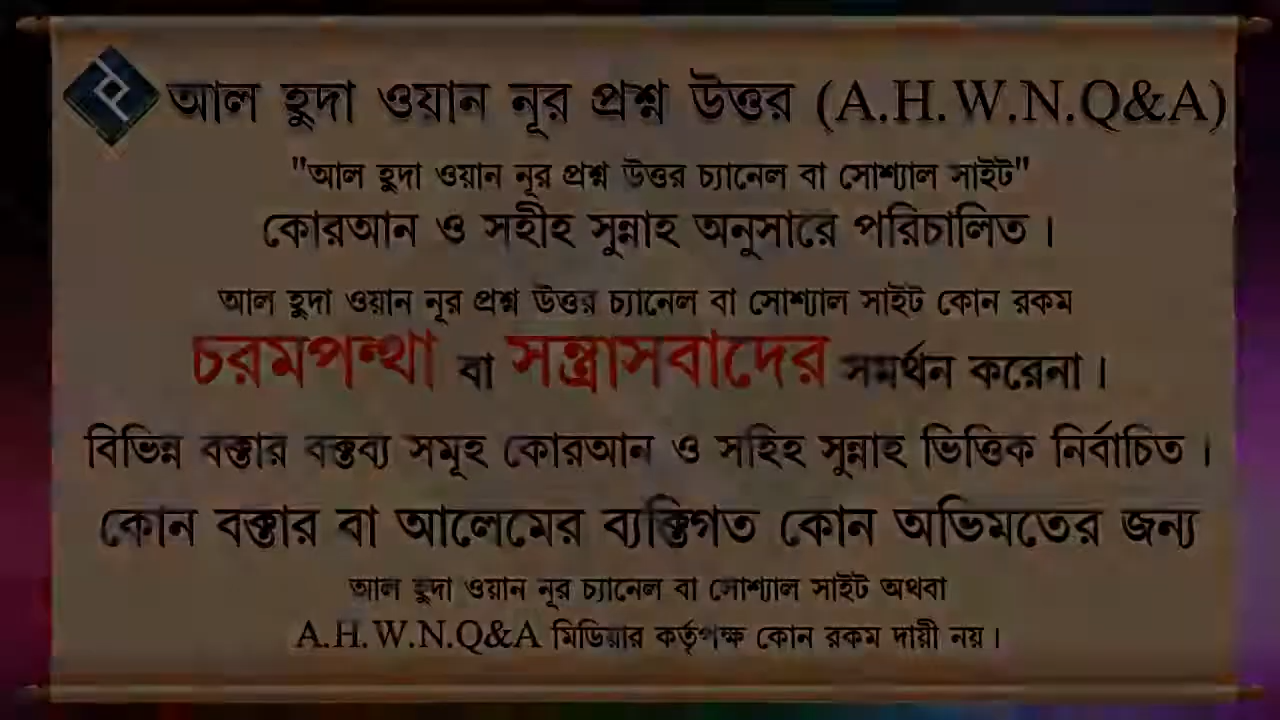 আল হুদা ওয়ান নূর প্রশ্ন উত্তর (A.H.W.N.Q&A)
"আল হুদা ওয়ান নূর প্রশ্ন উত্তর চ্যানেল বা সোশ্যাল সাইট"
কোরআন ও সহীহ সুন্নাহ অনুসারে পরিচালিত ।
আল হুদা ওয়ান নূর প্রশ্ন উত্তর চ্যানেল বা সোশ্যাল সাইট কোন রকম
চরমপন্থা বা সন্ত্রাসবাদের সমর্থন করেনা ।
বিভিন্ন বক্তার বক্তব্য সমূহ কোরআন ও সহিহ সুন্নাহ ভিত্তিক নির্বাচিত ।
কোন বক্তার বা আলেমের ব্যক্তিগত কোন অভিমতের জন্য
আল হুদা ওয়ান নূর চ্যানেল বা সোশ্যাল সাইট অথবা
A.H.W.N.Q&A মিডিয়ার কর্তৃপক্ষ কোন রকম দায়ী নয় ।